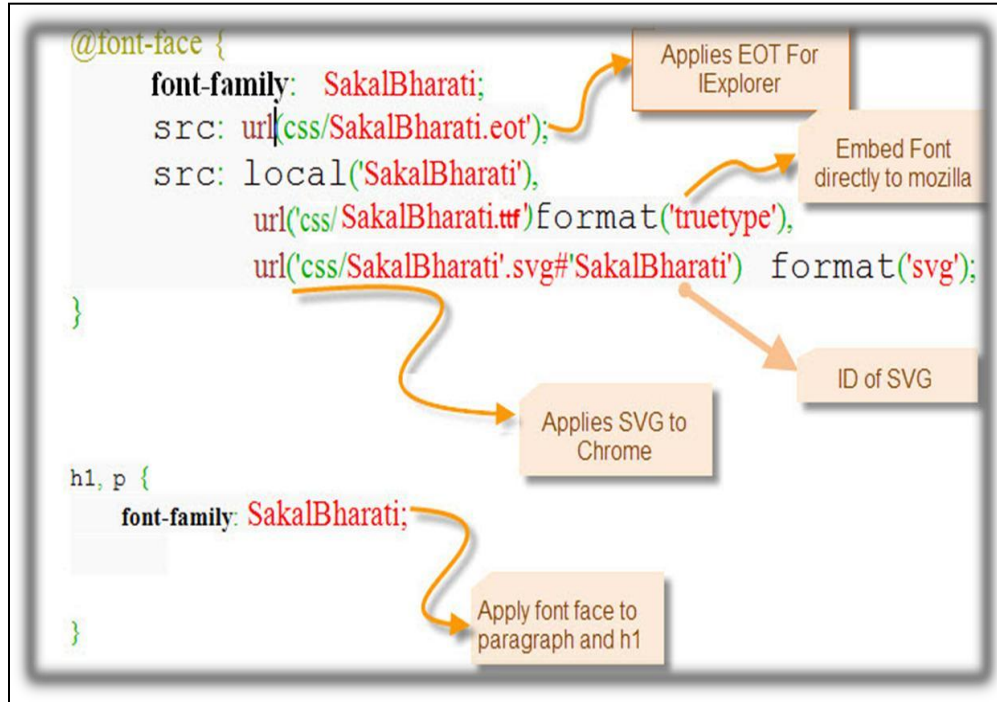 @font-face {
font-family: SakalBharati;
src: url(css/SakalBharati.eot');
src: local('SakalBharati'),
url('css/ SakalBharati.ttf')format('truetype'),
url('css/SakalBharati'.svg#'SakalBharati') format('svg');
}
Applies EOT For
IExplorer
Embed Font
directly to mozilla
ID of SVG
Applies SVG to
Chrome
h1, p {
font-family: SakalBharati;
}
Apply font face to
paragraph and h1